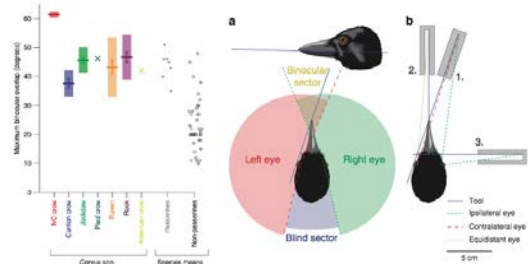 Maximum binocular overlap (degrees)
60
50
40
30
20
10
0
NC crow
Carrion crow
Jackdaw
Pied crow
Raven
Rook
American crow
Passerines
Non-passerines
Corvus spp.
Species means
a
Binocular
sector
Left eye
Right eye
Blind sector
b
2.
1.
3.
Tool
Ipsilateral eye
Contralateral eye
Equidistant eye
5 cm